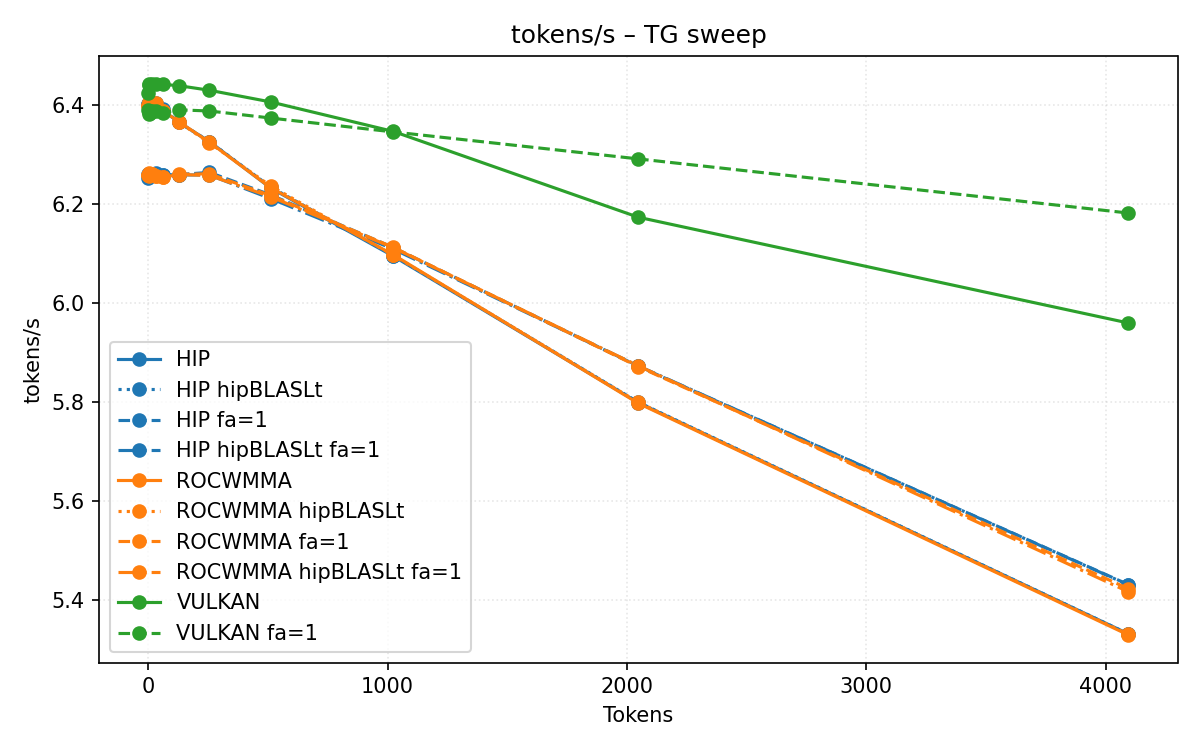 tokens/s – TG sweep
tokens/s
6.4
6.2
6.0
5.8
5.6
5.4
HIP
HIP hipBLASLt
HIP fa=1
HIP hipBLASLt fa=1
ROCWMMA
ROCWMMA hipBLASLt
ROCWMMA fa=1
ROCWMMA hipBLASLt fa=1
VULKAN
VULKAN fa=1
0 1000 2000 3000 4000
Tokens